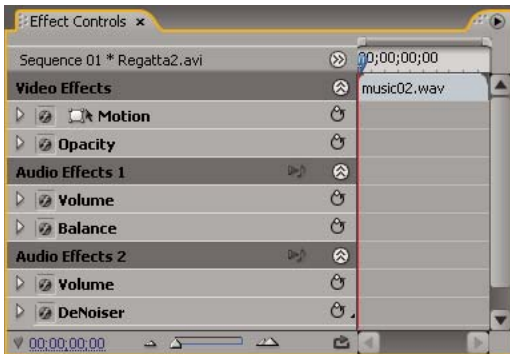 Effect Controls ×
Sequence 01 * Regatta2.avi
00;00;00;00
Video Effects
music02.wav
Motion
Opacity
Audio Effects 1
Volume
Balance
Audio Effects 2
Volume
DeNoiser
00;00;00;00